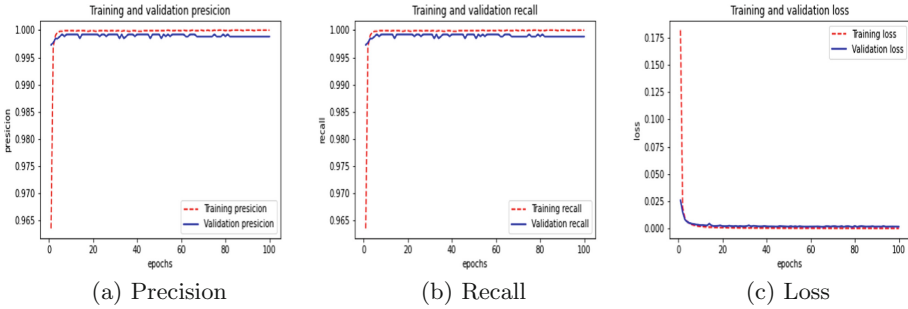 Training and validation presicion
1.000
0.995
0.990
0.985
0.980
0.975
0.970
0.965
presicion
Training presicion
Validation presicion
0 20 40 60 80 100
epochs
(a) Precision
Training and validation recall
1.000
0.995
0.990
0.985
0.980
0.975
0.970
0.965
recall
Training recall
Validation recall
0 20 40 60 80 100
epochs
(b) Recall
Training and validation loss
0.175
0.150
0.125
0.100
0.075
0.050
0.025
0.000
loss
Training loss
Validation loss
0 20 40 60 80 100
epochs
(c) Loss